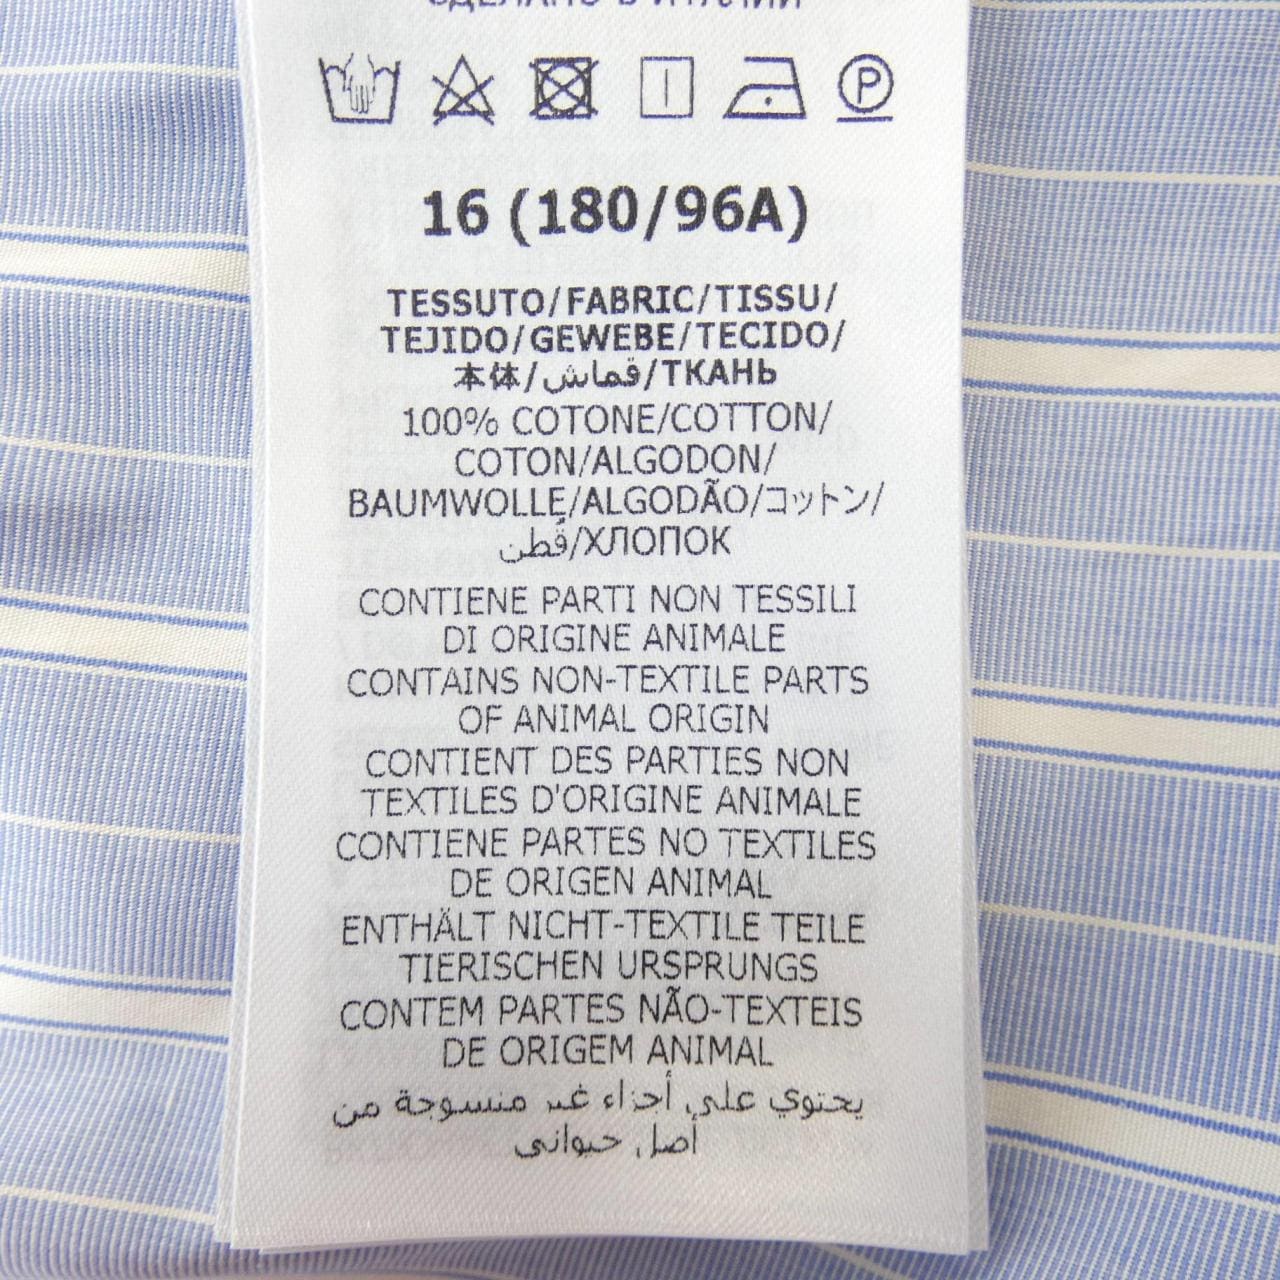 СДЕЛАНО В ИТАЛИИ
P
16 (180/96A)
TESSUTO/FABRIC/TISSU/
TEJIDO/GEWEBE/TECIDO/
本体/قماش/ТКАНЬ
100% COTONE/COTTON/
COTON/ALGODON/
BAUMWOLLE/ALGODÃO/コットン/
قطن/ХЛОПОК
CONTIENE PARTI NON TESSILI
DI ORIGINE ANIMALE
CONTAINS NON-TEXTILE PARTS
OF ANIMAL ORIGIN
CONTIENT DES PARTIES NON
TEXTILES D'ORIGINE ANIMALE
CONTIENE PARTES NO TEXTILES
DE ORIGEN ANIMAL
ENTHÄLT NICHT-TEXTILE TEILE
TIERISCHEN URSPRUNGS
CONTEM PARTES NÃO-TEXTEIS
DE ORIGEM ANIMAL
يحتوي على أجزاء غير منسوجة من
أصل حيواني